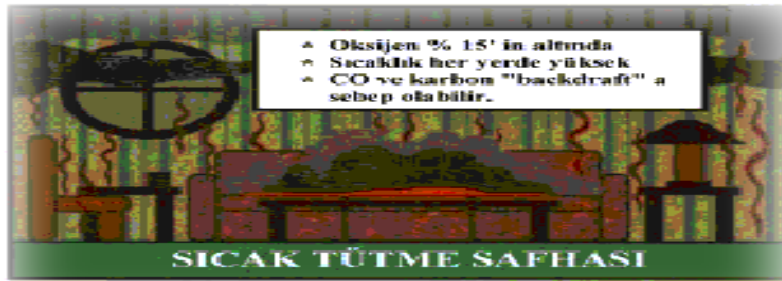 * Oksijen % 15' in altında
* Sıcaklık her yerde yüksek
* CO ve karbon "backdraft" a
sebep olabilir.
SICAK TÜTME SAFHASI